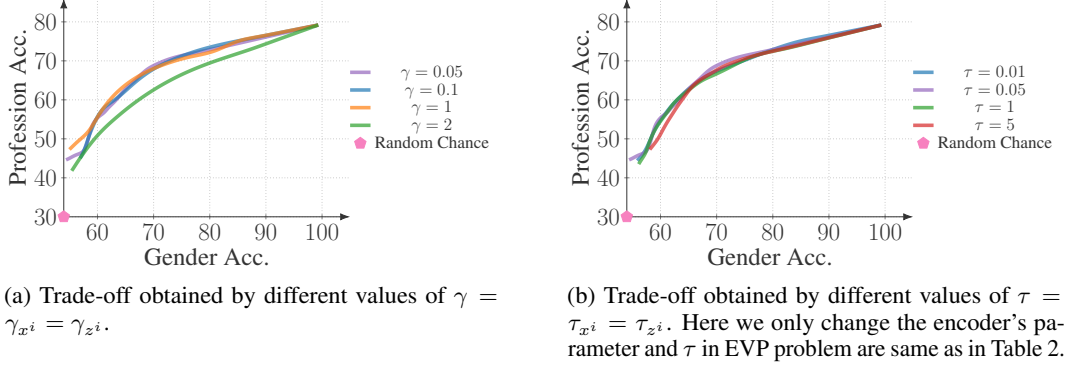 80
70
60
50
40
30
Profession Acc.
60 70 80 90 100
Gender Acc.
γ = 0.05
γ = 0.1
γ = 1
γ = 2
Random Chance
(a) Trade-off obtained by different values of γ =
γ_{x^i} = γ_{z^i}.
80
70
60
50
40
30
Profession Acc.
60 70 80 90 100
Gender Acc.
τ = 0.01
τ = 0.05
τ = 1
τ = 5
Random Chance
(b) Trade-off obtained by different values of τ =
τ_{x^i} = τ_{z^i}. Here we only change the encoder's pa-
rameter and τ in EVP problem are same as in Table 2.